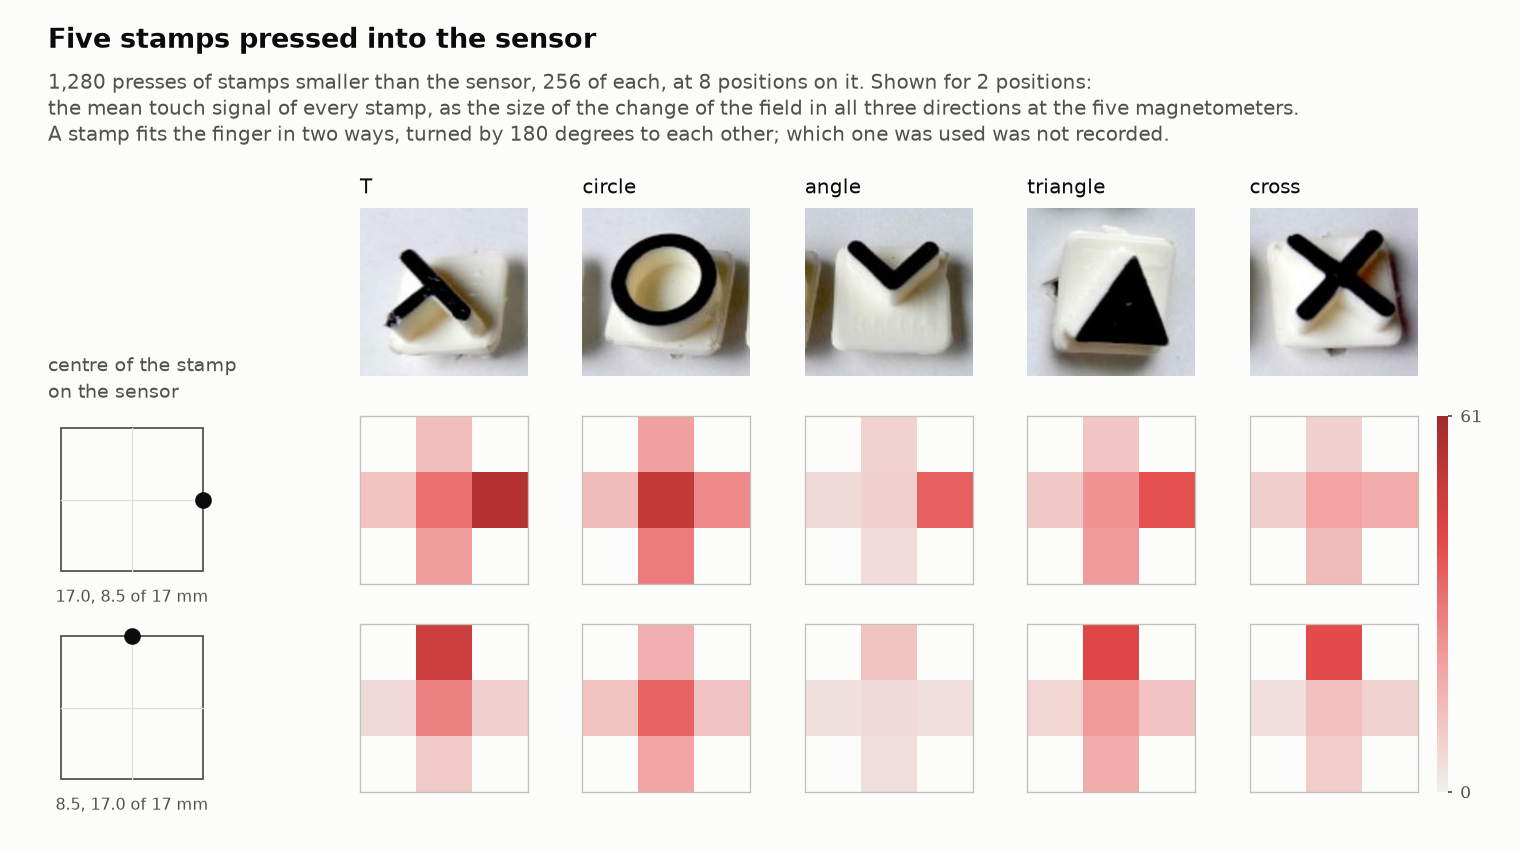 Five stamps pressed into the sensor
1,280 presses of stamps smaller than the sensor, 256 of each, at 8 positions on it. Shown for 2 positions:
the mean touch signal of every stamp, as the size of the change of the field in all three directions at the five magnetometers.
A stamp fits the finger in two ways, turned by 180 degrees to each other; which one was used was not recorded.
T
circle
angle
triangle
cross
centre of the stamp
on the sensor
61
17.0, 8.5 of 17 mm
8.5, 17.0 of 17 mm
0